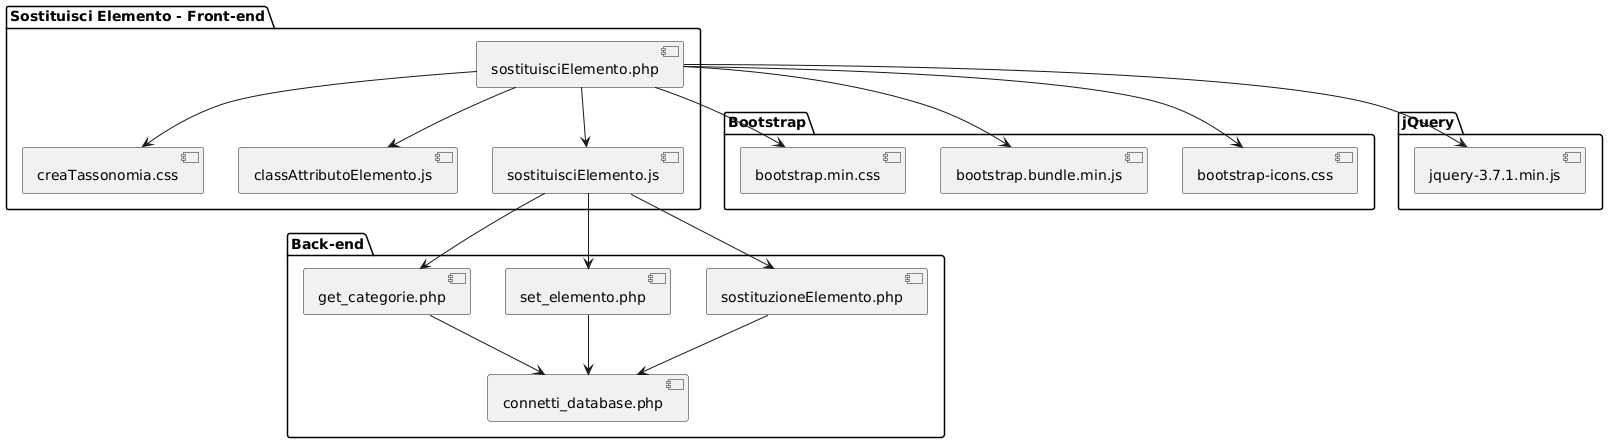 Sostituisci Elemento - Front-end
sostituisciElemento.php
Bootstrap
jQuery
creaTassonomia.css
classAttributoElemento.js
sostituisciElemento.js
bootstrap.min.css
bootstrap.bundle.min.js
bootstrap-icons.css
jquery-3.7.1.min.js
Back-end
get_categorie.php
set_elemento.php
sostituzioneElemento.php
connetti_database.php